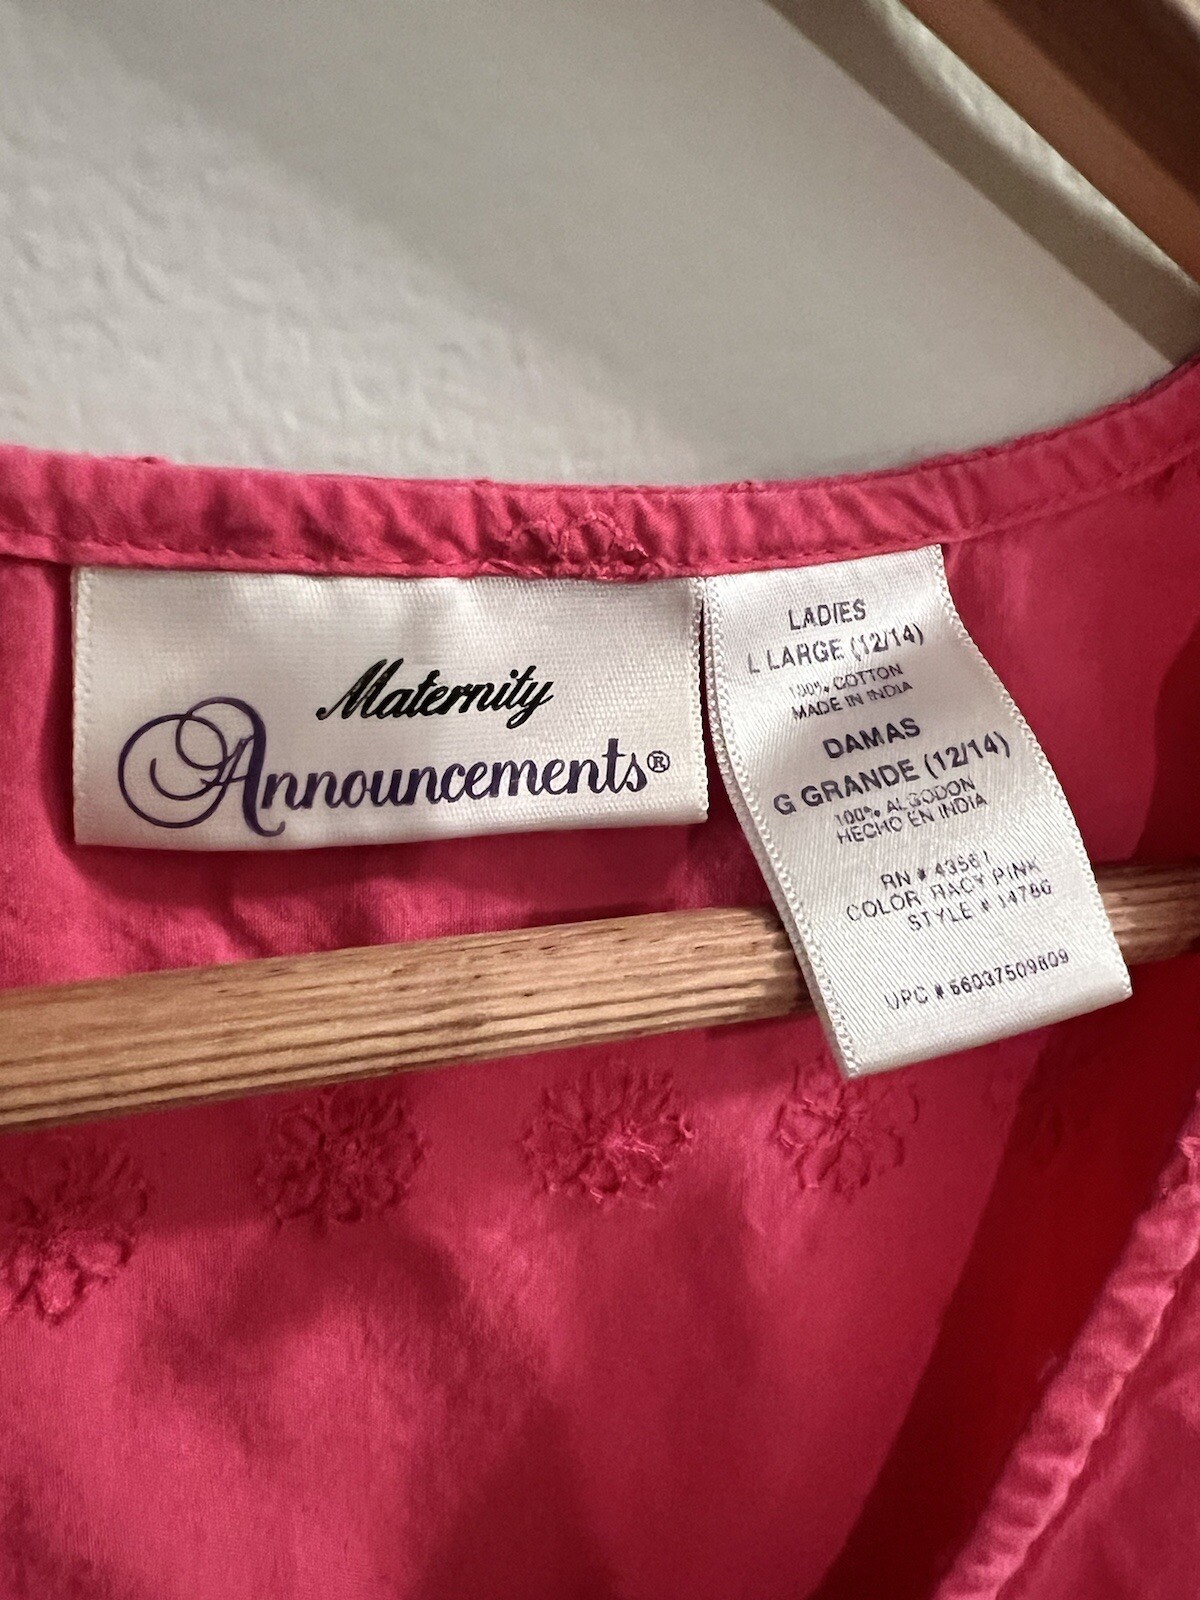 Maternity
Announcements®
LADIES
L LARGE (12/14)
100% COTTON
MADE IN INDIA
DAMAS
G GRANDE (12/14)
100% ALGODON
HECHO EN INDIA
RN # 43561
COLOR RACY PINK
STYLE # 14786
UPC # 66037509809